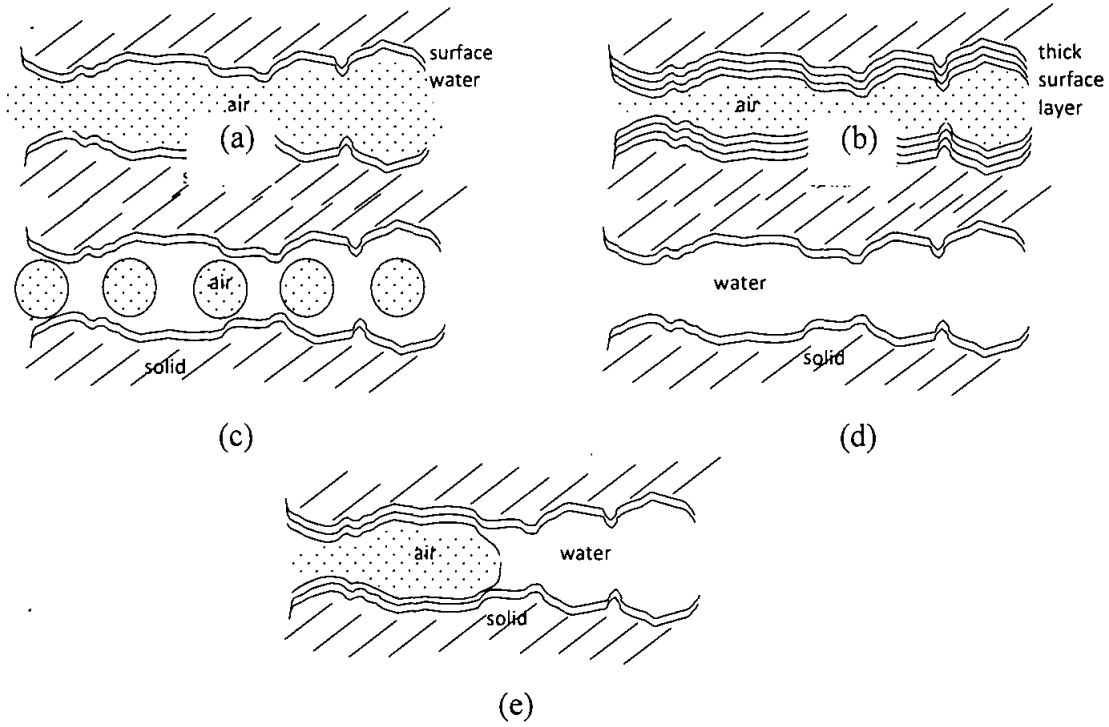 surface
water
air
(a)
thick
surface
layer
air
(b)
air
solid
(c)
water
solid
(d)
air
water
solid
(e)